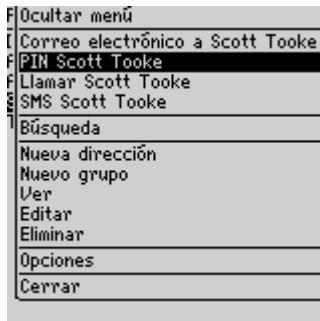 Ocultar menú
Correo electrónico a Scott Tooke
PIN Scott Tooke
Llamar Scott Tooke
SMS Scott Tooke
Búsqueda
Nueva dirección
Nuevo grupo
Ver
Editar
Eliminar
Opciones
Cerrar